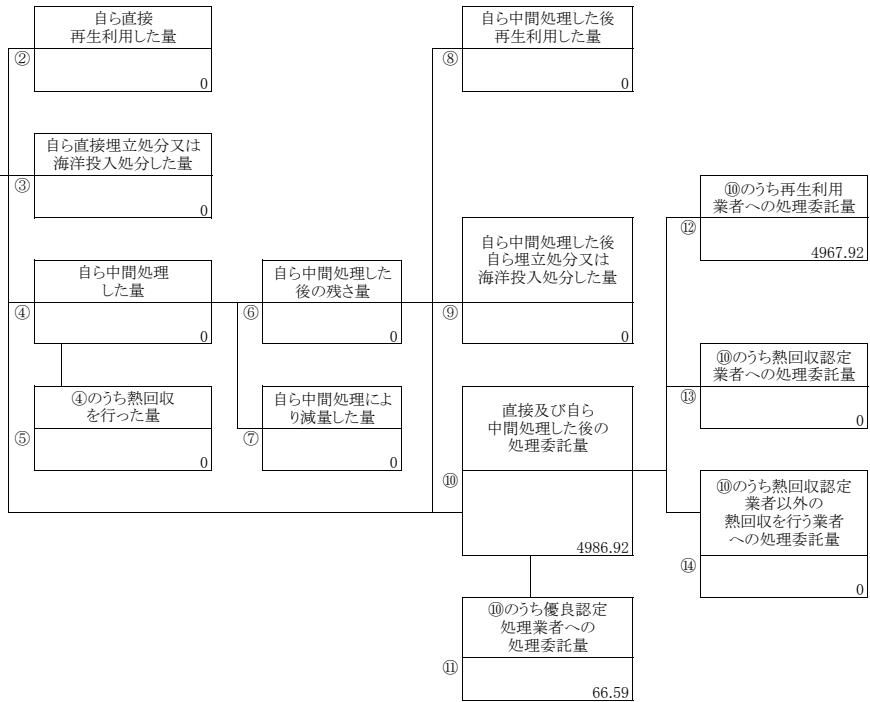 自ら直接
再生利用した量
②
0
自ら直接埋立処分又は
海洋投入処分した量
③
0
自ら中間処理
した量
④
0
④のうち熱回収
を行った量
⑤
0
自ら中間処理した
後の残さ量
⑥
0
自ら中間処理によ
り減量した量
⑦
0
自ら中間処理した後
再生利用した量
⑧
0
自ら中間処理した後
自ら埋立処分又は
海洋投入処分した量
⑨
0
直接及び自ら
中間処理した後の
処理委託量
⑩
4986.92
⑩のうち優良認定
処理業者への
処理委託量
⑪
66.59
⑩のうち再生利用
業者への処理委託量
⑫
4967.92
⑩のうち熱回収認定
業者への処理委託量
⑬
0
⑩のうち熱回収認定
業者以外の
熱回収を行う業者
への処理委託量
⑭
0